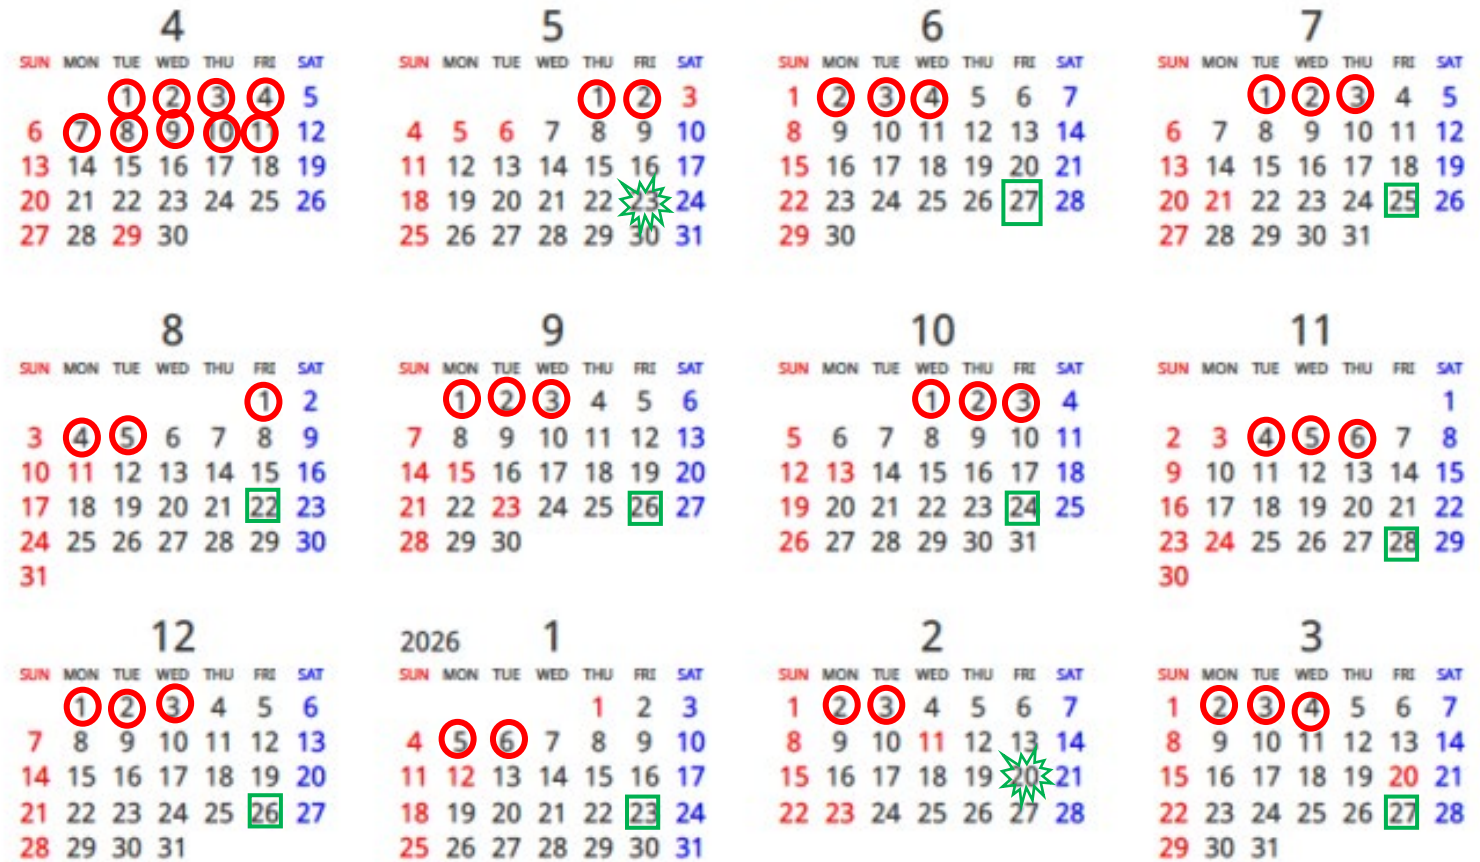 4
SUN MON TUE WED THU FRI SAT
1 2 3 4 5
6 7 8 9 10 11 12
13 14 15 16 17 18 19
20 21 22 23 24 25 26
27 28 29 30
5
SUN MON TUE WED THU FRI SAT
1 2 3
4 5 6 7 8 9 10
11 12 13 14 15 16 17
18 19 20 21 22 23 24
25 26 27 28 29 30 31
6
SUN MON TUE WED THU FRI SAT
1 2 3 4 5 6 7
8 9 10 11 12 13 14
15 16 17 18 19 20 21
22 23 24 25 26 27 28
29 30
7
SUN MON TUE WED THU FRI SAT
1 2 3 4 5
6 7 8 9 10 11 12
13 14 15 16 17 18 19
20 21 22 23 24 25 26
27 28 29 30 31
8
SUN MON TUE WED THU FRI SAT
1 2
3 4 5 6 7 8 9
10 11 12 13 14 15 16
17 18 19 20 21 22 23
24 25 26 27 28 29 30
31
9
SUN MON TUE WED THU FRI SAT
1 2 3 4 5 6
7 8 9 10 11 12 13
14 15 16 17 18 19 20
21 22 23 24 25 26 27
28 29 30
10
SUN MON TUE WED THU FRI SAT
1 2 3 4
5 6 7 8 9 10 11
12 13 14 15 16 17 18
19 20 21 22 23 24 25
26 27 28 29 30 31
11
SUN MON TUE WED THU FRI SAT
1
2 3 4 5 6 7 8
9 10 11 12 13 14 15
16 17 18 19 20 21 22
23 24 25 26 27 28 29
30
12
SUN MON TUE WED THU FRI SAT
1 2 3 4 5 6
7 8 9 10 11 12 13
14 15 16 17 18 19 20
21 22 23 24 25 26 27
28 29 30 31
2026 1
SUN MON TUE WED THU FRI SAT
1 2 3
4 5 6 7 8 9 10
11 12 13 14 15 16 17
18 19 20 21 22 23 24
25 26 27 28 29 30 31
2
SUN MON TUE WED THU FRI SAT
1 2 3 4 5 6 7
8 9 10 11 12 13 14
15 16 17 18 19 20 21
22 23 24 25 26 27 28
3
SUN MON TUE WED THU FRI SAT
1 2 3 4 5 6 7
8 9 10 11 12 13 14
15 16 17 18 19 20 21
22 23 24 25 26 27 28
29 30 31